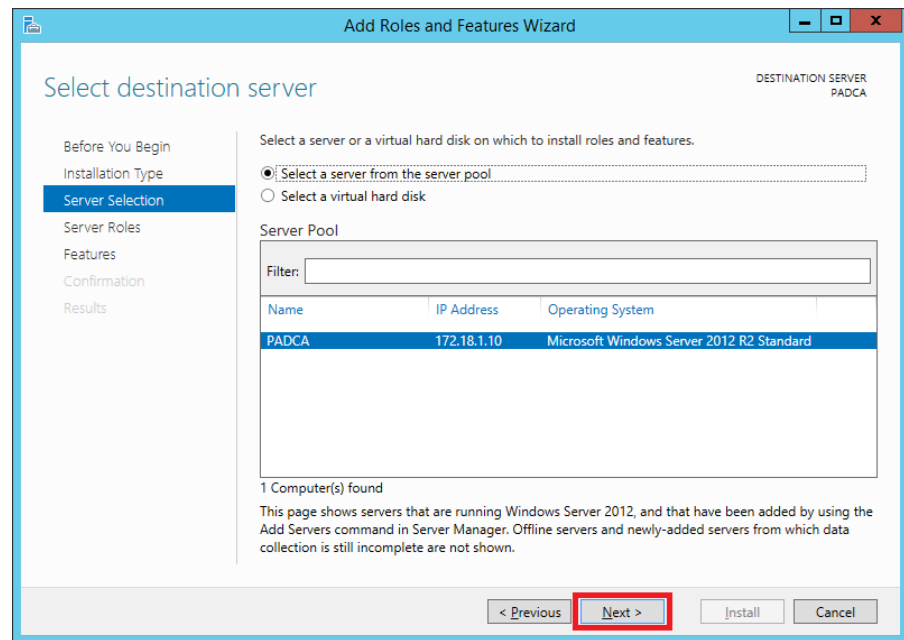 Add Roles and Features Wizard
Select destination server
DESTINATION SERVER
PADCA
Before You Begin
Installation Type
Server Selection
Server Roles
Features
Confirmation
Results
Select a server or a virtual hard disk on which to install roles and features.
Select a server from the server pool
Select a virtual hard disk
Server Pool
Filter:
Name IP Address Operating System
PADCA 172.18.1.10 Microsoft Windows Server 2012 R2 Standard
1 Computer(s) found
This page shows servers that are running Windows Server 2012, and that have been added by using the
Add Servers command in Server Manager. Offline servers and newly-added servers from which data
collection is still incomplete are not shown.
< Previous Next > Install Cancel